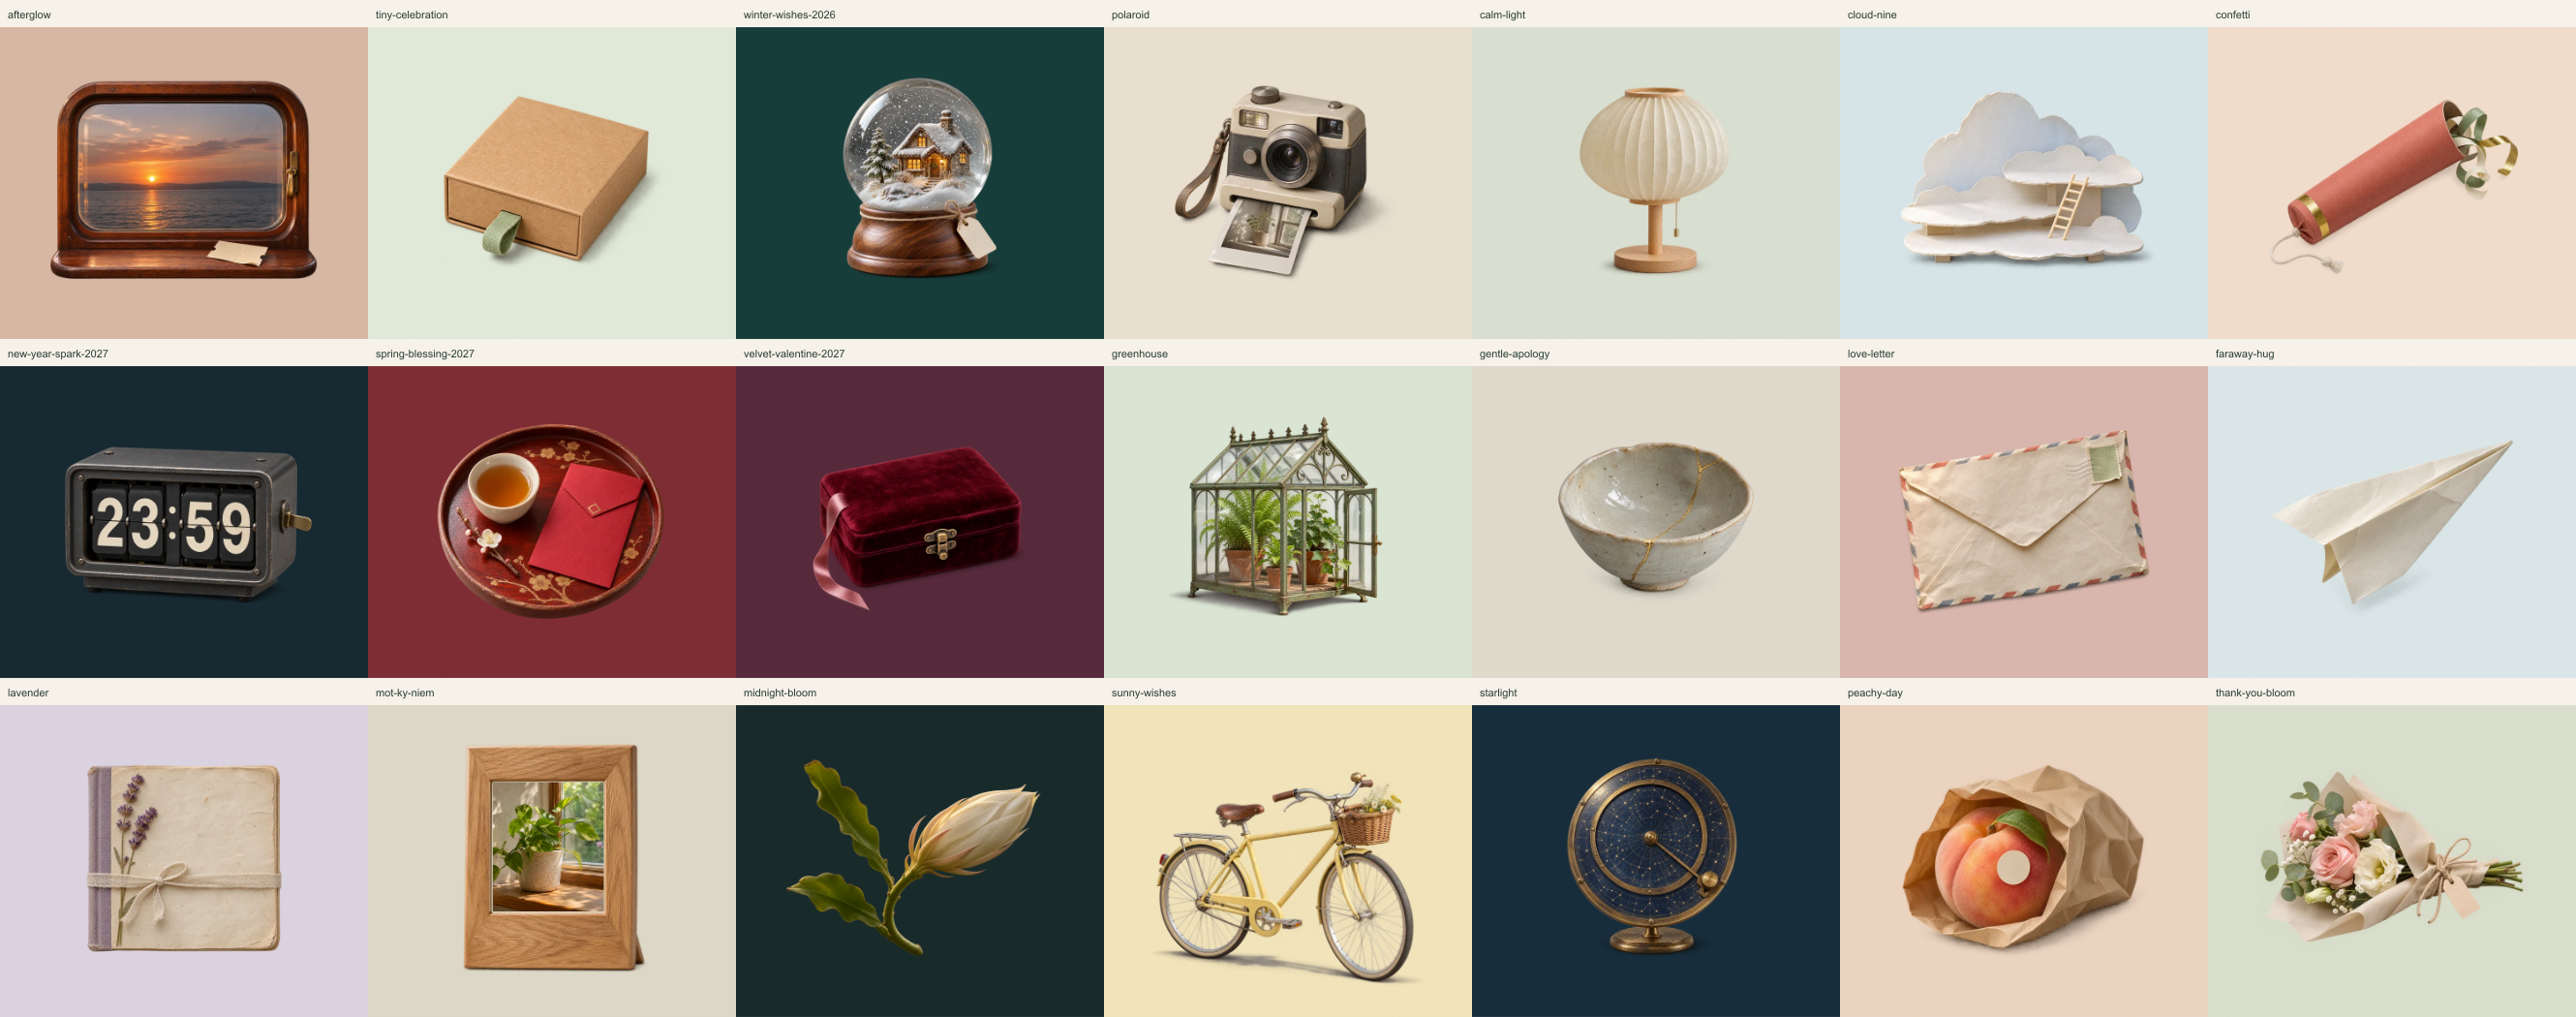 afterglow
tiny-celebration
winter-wishes-2026
polaroid
calm-light
cloud-nine
confetti
new-year-spark-2027
spring-blessing-2027
velvet-valentine-2027
greenhouse
gentle-apology
love-letter
faraway-hug
23:59
lavender
mot-ky-niem
midnight-bloom
sunny-wishes
starlight
peachy-day
thank-you-bloom